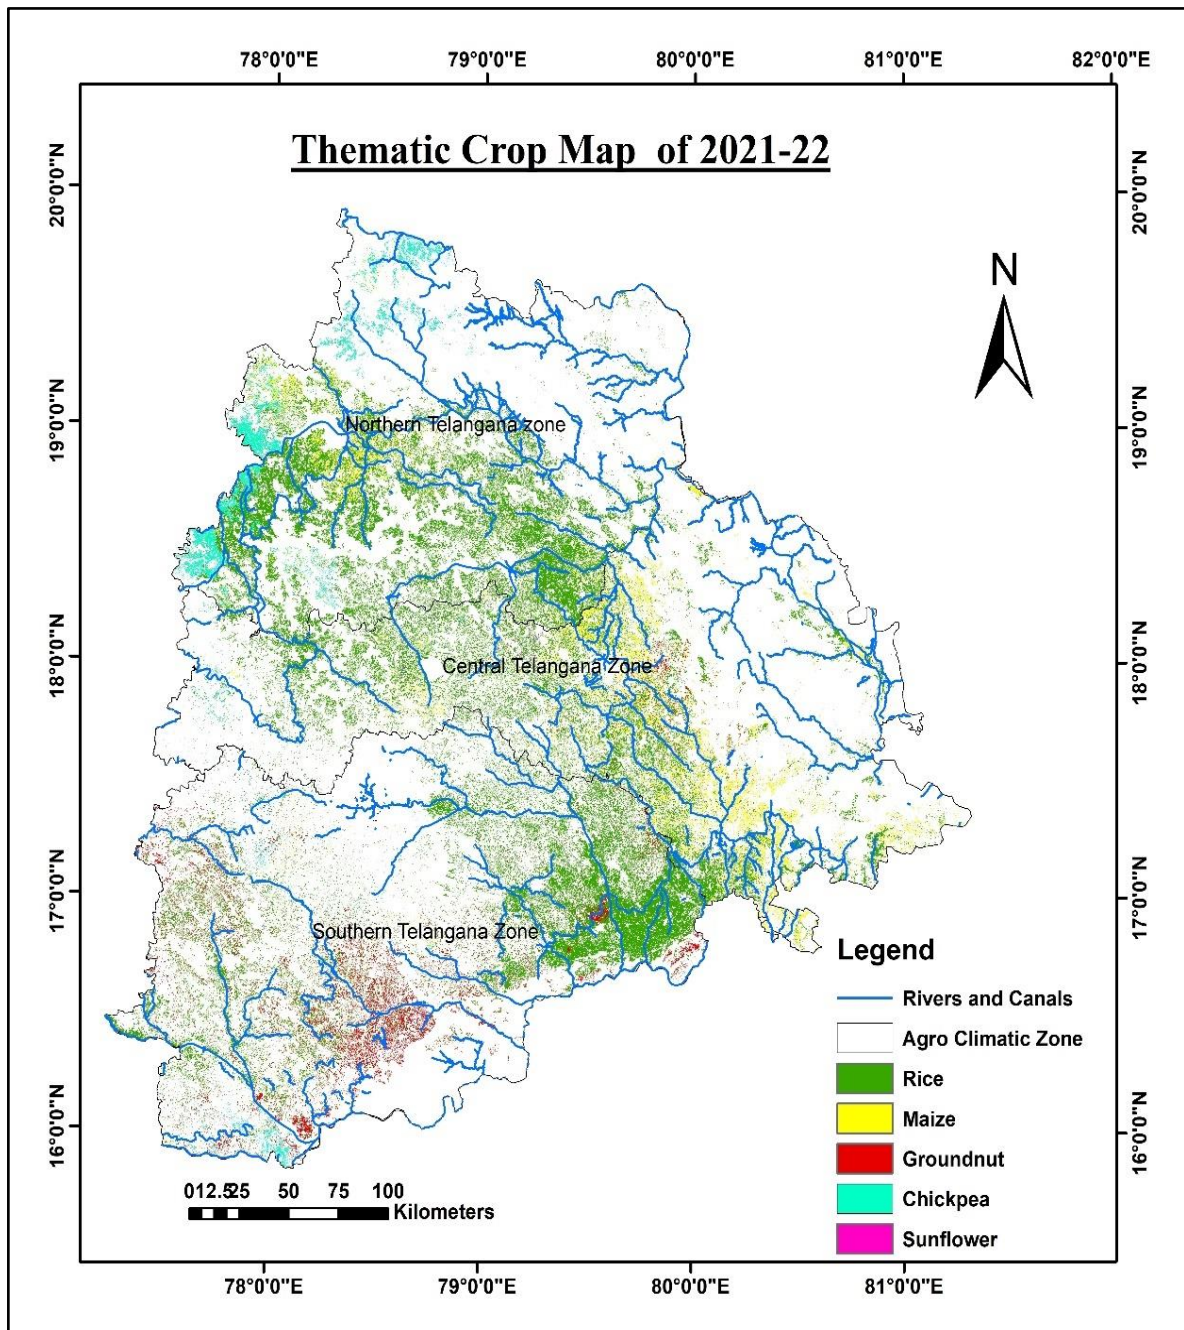 78°0'0"E 79°0'0"E 80°0'0"E 81°0'0"E 82°0'0"E
Thematic Crop Map of 2021-22
20°0'0"N 20°0'0"N
N
19°0'0"N 19°0'0"N
Northern Telangana zone
18°0'0"N 18°0'0"N
Central Telangana Zone
17°0'0"N 17°0'0"N
Southern Telangana Zone
Legend
Rivers and Canals
Agro Climatic Zone
Rice
Maize
16°0'0"N 16°0'0"N
Groundnut
Chickpea
0 12.5 25 50 75 100
Kilometers
Sunflower
78°0'0"E 79°0'0"E 80°0'0"E 81°0'0"E